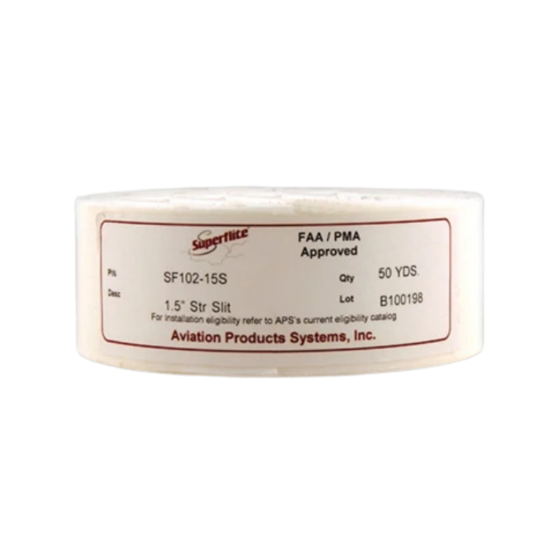 Superflite
FAA / PMA
Approved
P/N SF102-15S Qty 50 YDS.
Desc 1.5" Str Slit Lot B100198
For installation eligibility refer to APS's current eligibility catalog
Aviation Products Systems, Inc.